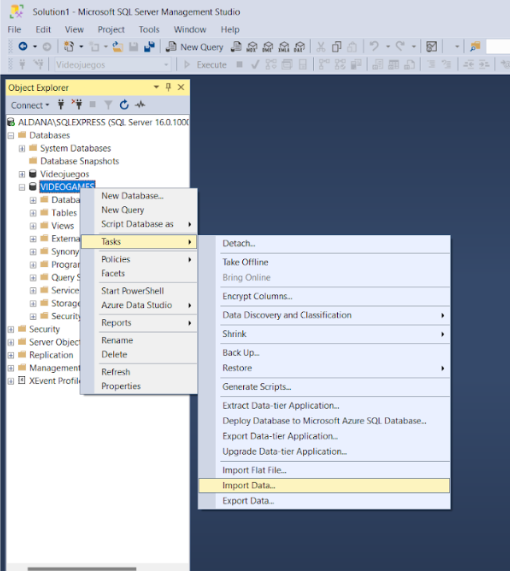 Solution1 - Microsoft SQL Server Management Studio
File Edit View Project Tools Window Help
New Query
Videojuegos Execute
Object Explorer
Connect
ALDANA\SQLEXPRESS (SQL Server 16.0.1000
Databases
System Databases
Database Snapshots
Videojuegos
VIDEOGAMES
Databa
Tables
Views
Externa
Synony
Progra
Query S
Service
Storag
Securit
Security
Server Objec
Replication
Management
XEvent Profil
New Database...
New Query
Script Database as
Tasks
Policies
Facets
Start PowerShell
Azure Data Studio
Reports
Rename
Delete
Refresh
Properties
Detach...
Take Offline
Bring Online
Encrypt Columns...
Data Discovery and Classification
Shrink
Back Up...
Restore
Generate Scripts...
Extract Data-tier Application...
Deploy Database to Microsoft Azure SQL Database...
Export Data-tier Application...
Upgrade Data-tier Application...
Import Flat File...
Import Data...
Export Data...